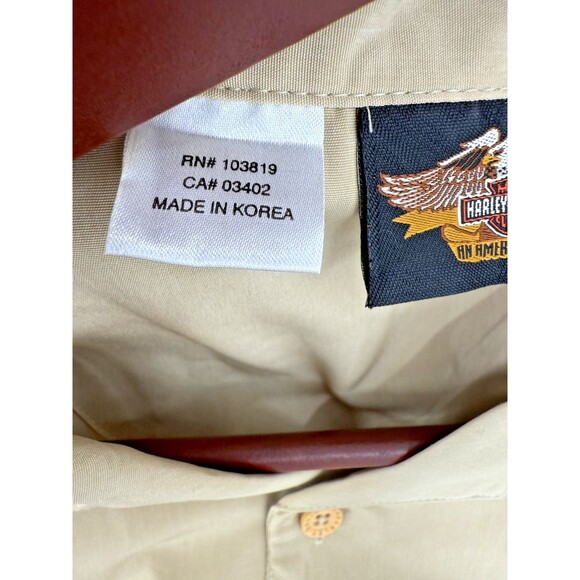 RN# 103819
CA# 03402
MADE IN KOREA
HARLEY
AN AMER